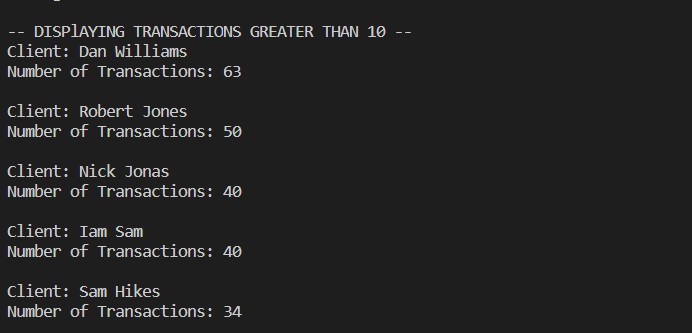 -- DISPlAYING TRANSACTIONS GREATER THAN 10 --
Client: Dan Williams
Number of Transactions: 63
Client: Robert Jones
Number of Transactions: 50
Client: Nick Jonas
Number of Transactions: 40
Client: Iam Sam
Number of Transactions: 40
Client: Sam Hikes
Number of Transactions: 34